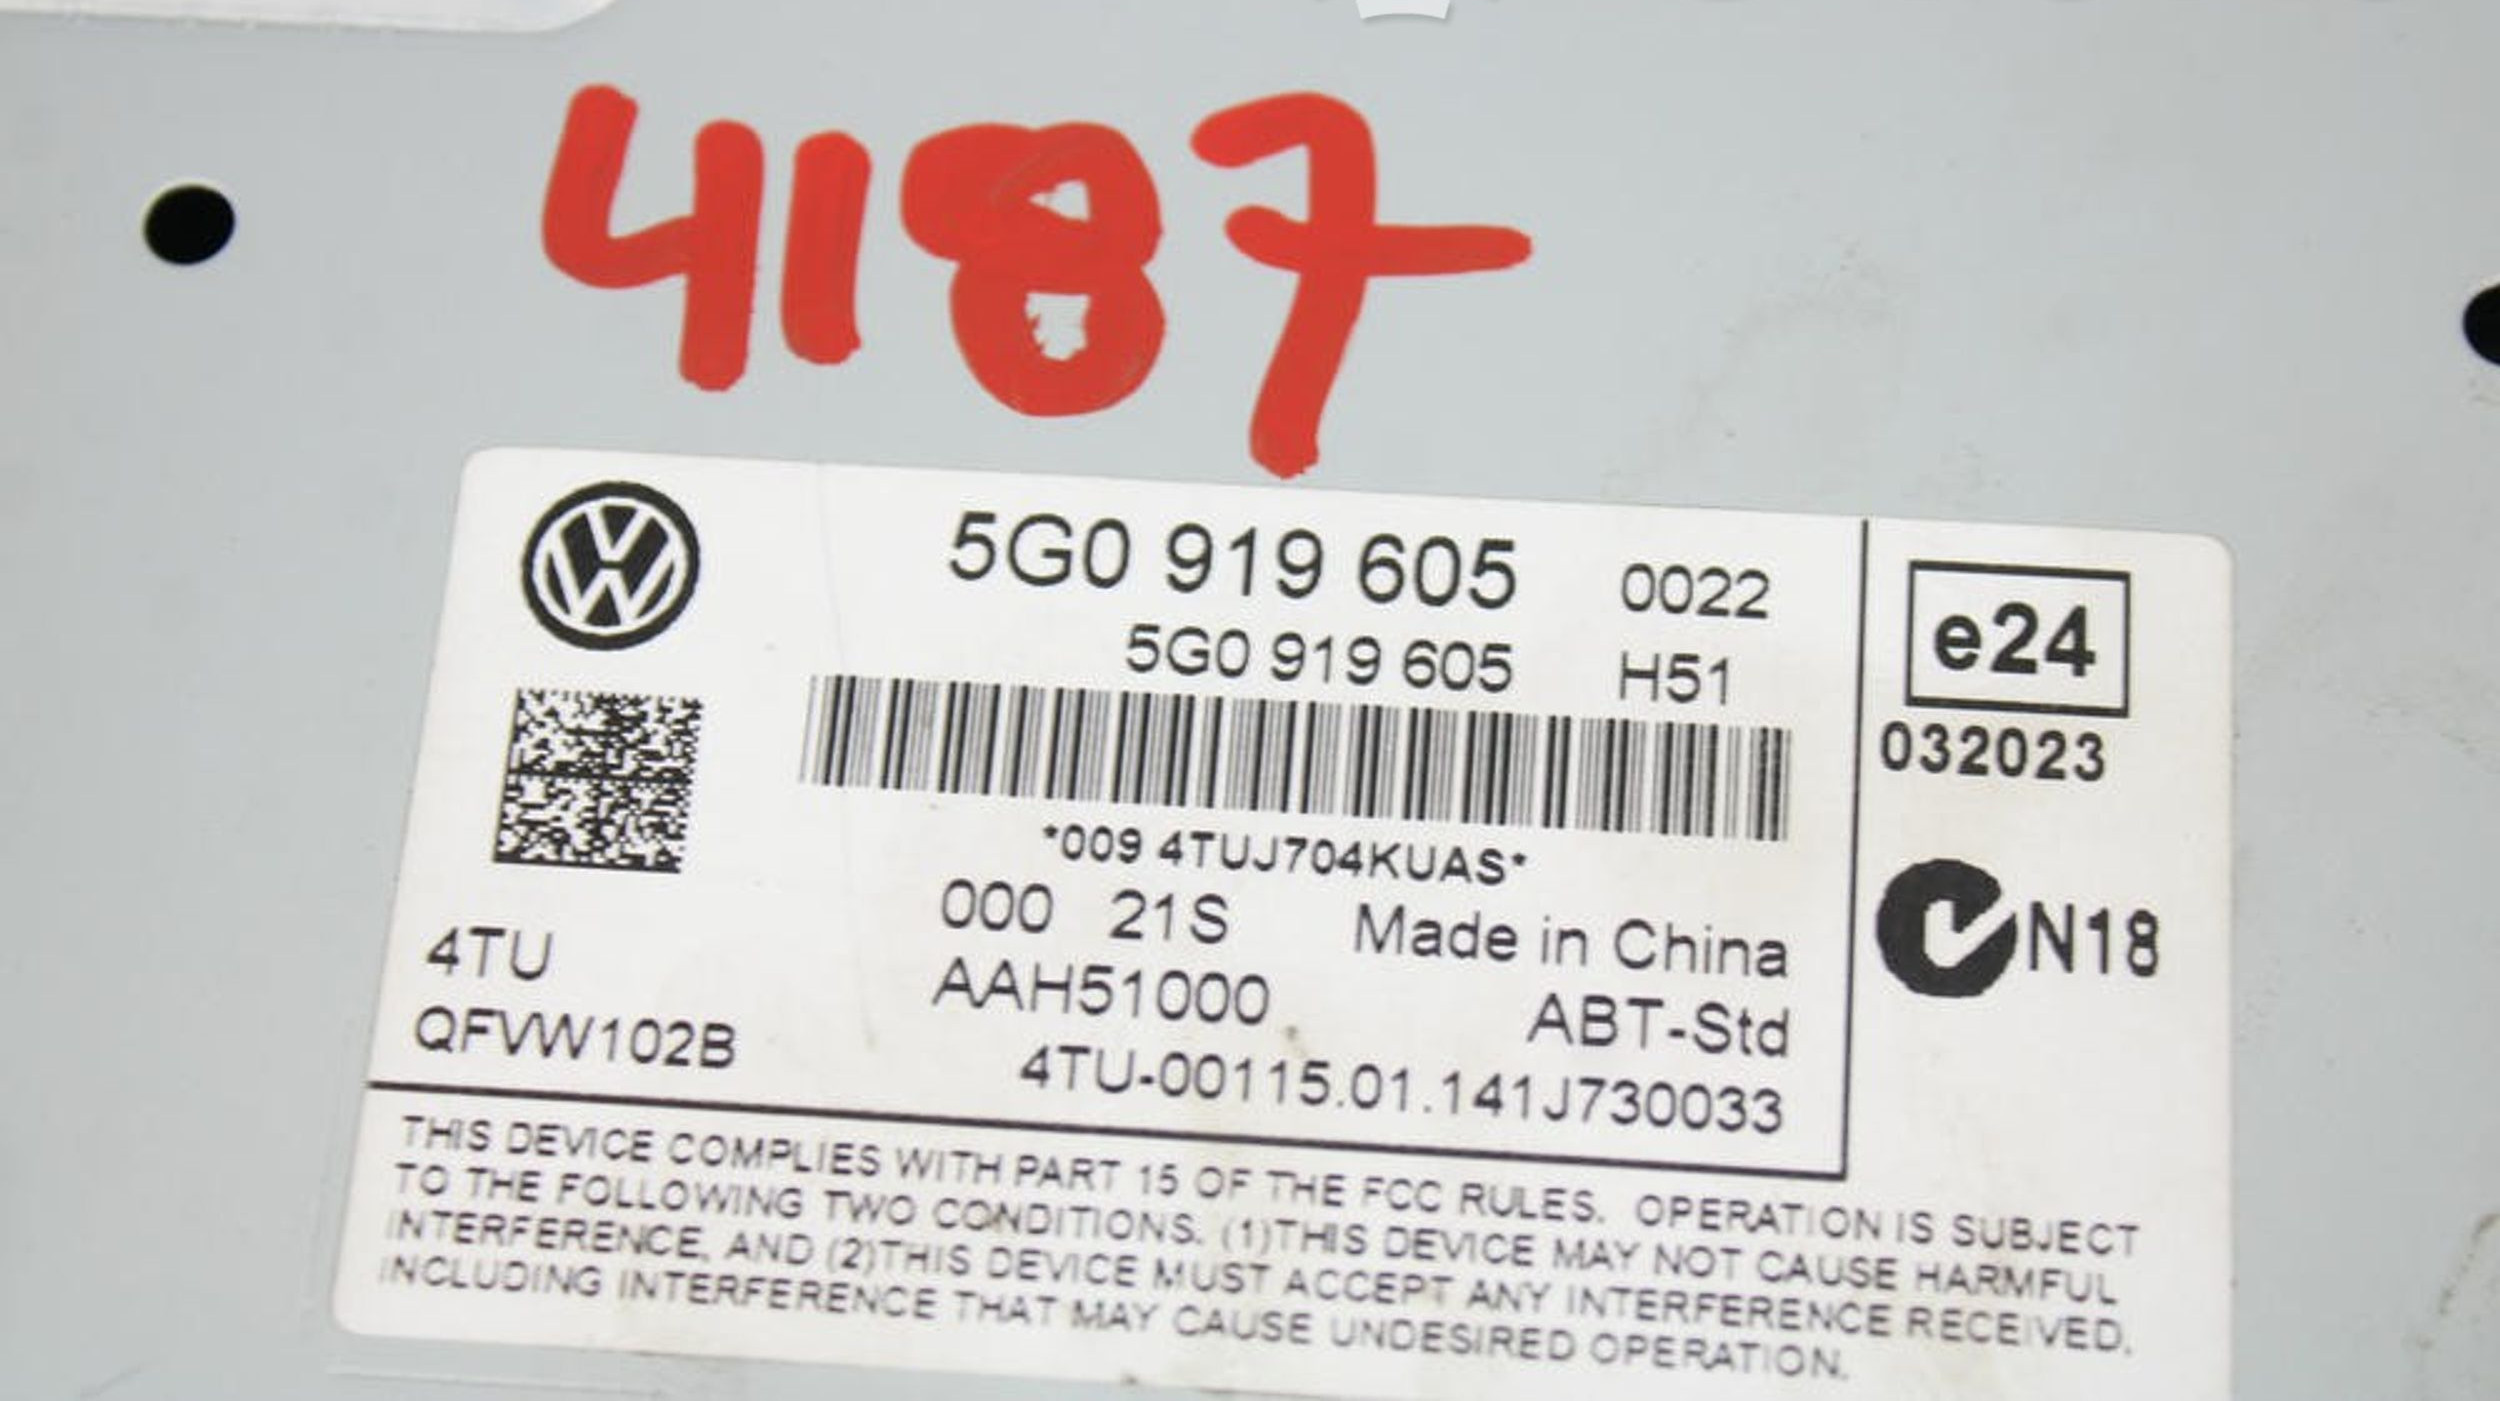 4187
5G0 919 605 0022
5G0 919 605 H51
e24
032023
*009 4TUJ704KUAS*
000 21S Made in China
N18
4TU
AAH51000 ABT-Std
QFVW102B
4TU-00115.01.141J730033
THIS DEVICE COMPLIES WITH PART 15 OF THE FCC RULES. OPERATION IS SUBJECT
TO THE FOLLOWING TWO CONDITIONS. (1)THIS DEVICE MAY NOT CAUSE HARMFUL
INTERFERENCE, AND (2)THIS DEVICE MUST ACCEPT ANY INTERFERENCE RECEIVED,
INCLUDING INTERFERENCE THAT MAY CAUSE UNDESIRED OPERATION.